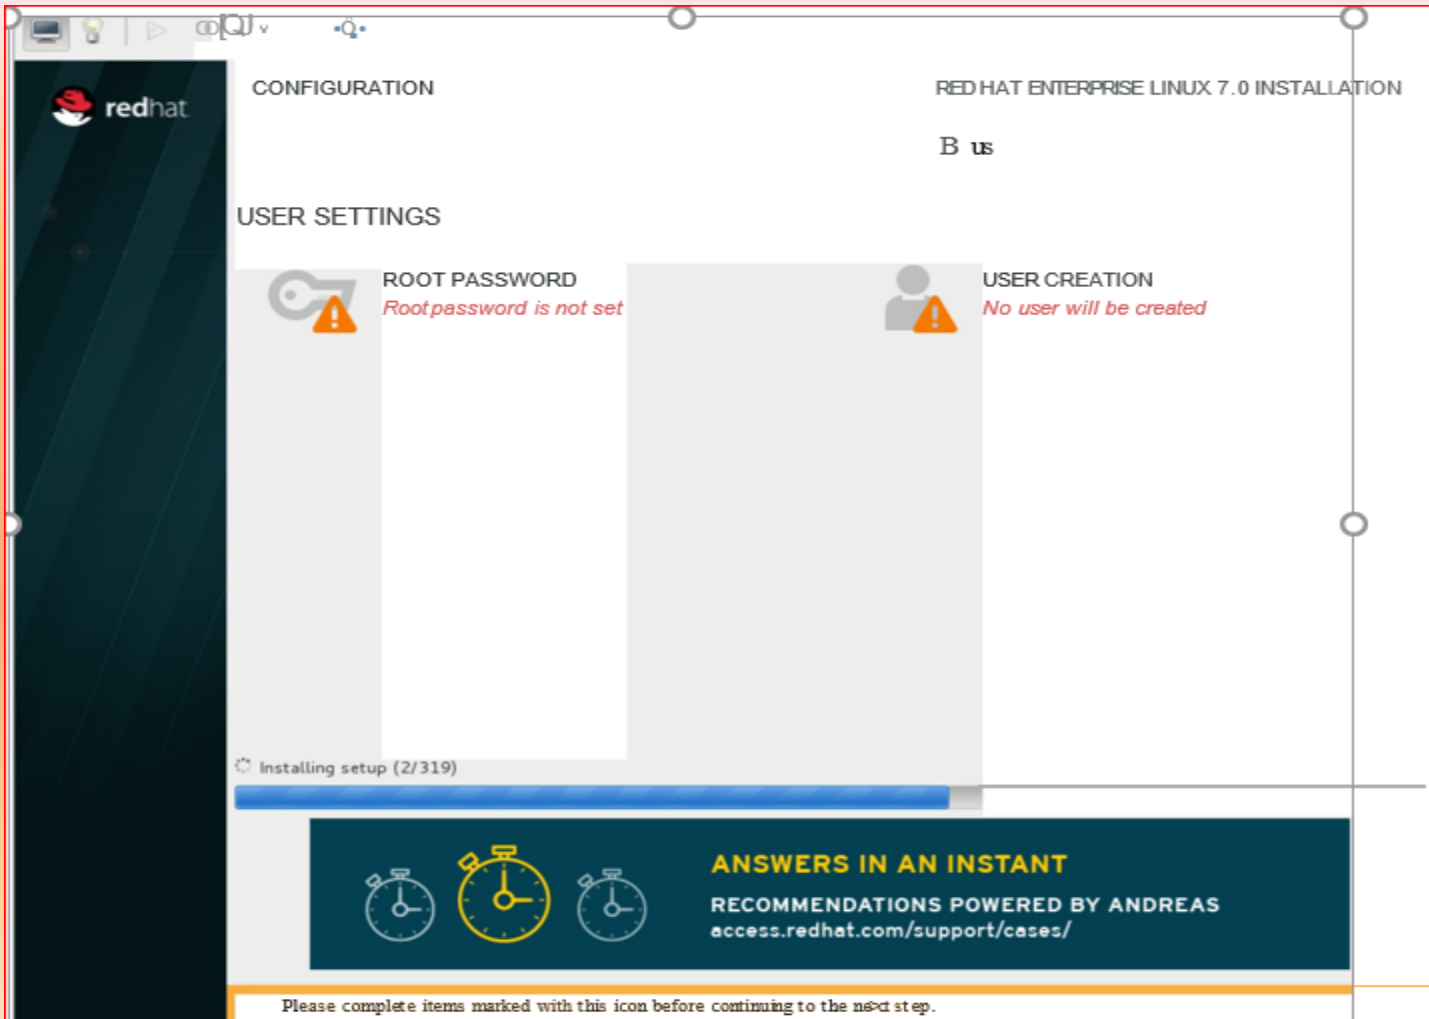 redhat
CONFIGURATION
RED HAT ENTERPRISE LINUX 7.0 INSTALLATION
B us
USER SETTINGS
ROOT PASSWORD
Root password is not set
USER CREATION
No user will be created
Installing setup (2/319)
ANSWERS IN AN INSTANT
RECOMMENDATIONS POWERED BY ANDREAS
access.redhat.com/support/cases/
Please complete items marked with this icon before continuing to the next step.